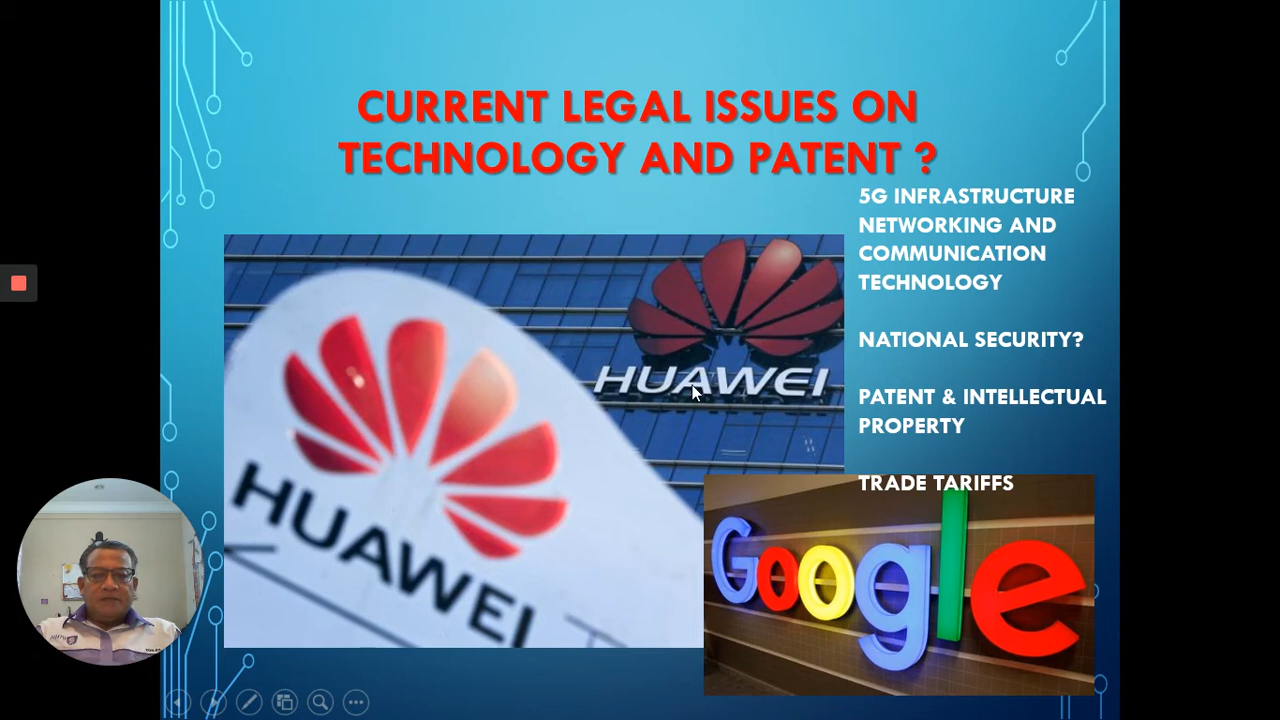 CURRENT LEGAL ISSUES ON
TECHNOLOGY AND PATENT ?
5G INFRASTRUCTURE
NETWORKING AND
COMMUNICATION
TECHNOLOGY
NATIONAL SECURITY?
PATENT & INTELLECTUAL
PROPERTY
TRADE TARIFFS
HUAWEI
HUAWEI
Google